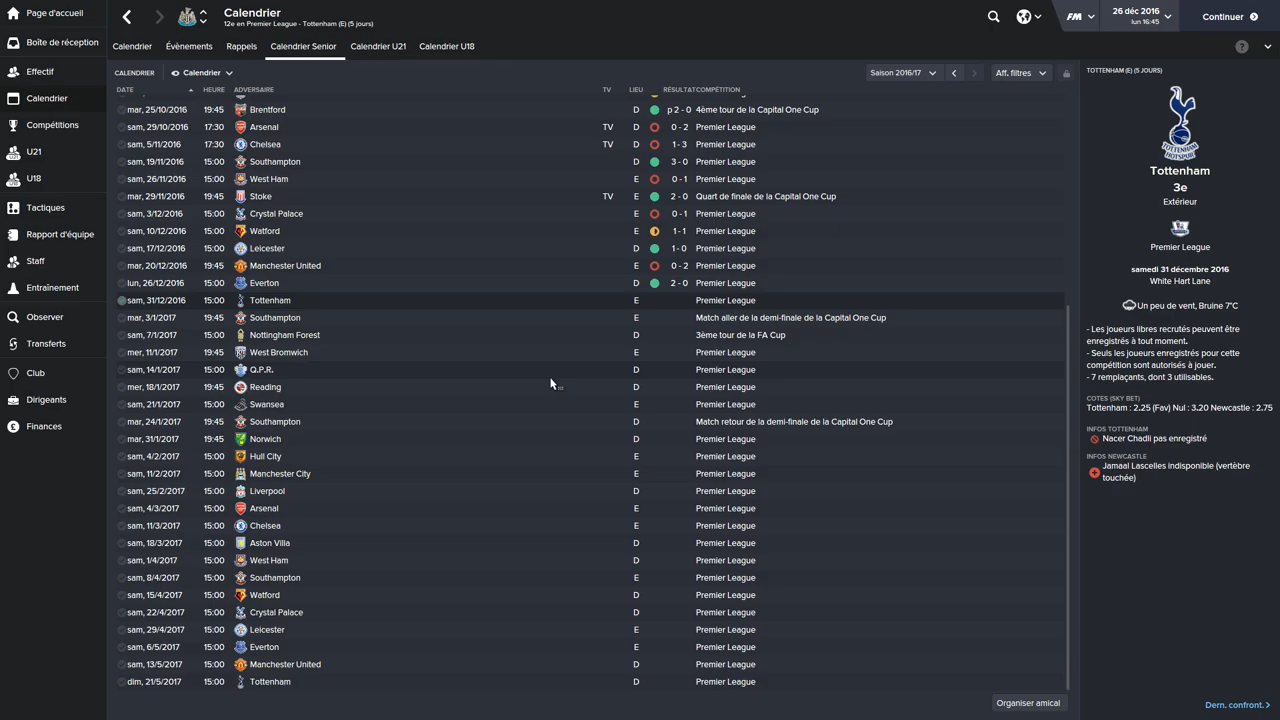 Page d'accueil
Boîte de réception
Effectif
Calendrier
Compétitions
U21
U18
Tactiques
Rapport d'équipe
Staff
Entraînement
Observer
Transferts
Club
Dirigeants
Finances
Calendrier
12e en Premier League - Tottenham (E) (5 jours)
FM
26 déc 2016
lun 16:45
Continuer
Calendrier Évènements Rappels Calendrier Senior Calendrier U21 Calendrier U18
?
CALENDRIER Calendrier Saison 2016/17 Aff. filtres
DATE HEURE ADVERSAIRE TV LIEU RÉSULTAT COMPÉTITION
mar, 25/10/2016 19:45 Brentford D p 2 - 0 4ème tour de la Capital One Cup
sam, 29/10/2016 17:30 Arsenal TV D 0 - 2 Premier League
sam, 5/11/2016 17:30 Chelsea TV D 1 - 3 Premier League
sam, 19/11/2016 15:00 Southampton D 3 - 0 Premier League
sam, 26/11/2016 15:00 West Ham E 0 - 1 Premier League
mar, 29/11/2016 19:45 Stoke TV E 2 - 0 Quart de finale de la Capital One Cup
sam, 3/12/2016 15:00 Crystal Palace E 0 - 1 Premier League
sam, 10/12/2016 15:00 Watford E 1 - 1 Premier League
sam, 17/12/2016 15:00 Leicester D 1 - 0 Premier League
mar, 20/12/2016 19:45 Manchester United E 0 - 2 Premier League
lun, 26/12/2016 15:00 Everton D 2 - 0 Premier League
sam, 31/12/2016 15:00 Tottenham E Premier League
mar, 3/1/2017 19:45 Southampton E Match aller de la demi-finale de la Capital One Cup
sam, 7/1/2017 15:00 Nottingham Forest D 3ème tour de la FA Cup
mer, 11/1/2017 19:45 West Bromwich E Premier League
sam, 14/1/2017 15:00 Q.P.R. D Premier League
mer, 18/1/2017 19:45 Reading D Premier League
sam, 21/1/2017 15:00 Swansea E Premier League
mar, 24/1/2017 19:45 Southampton D Match retour de la demi-finale de la Capital One Cup
mar, 31/1/2017 19:45 Norwich D Premier League
sam, 4/2/2017 15:00 Hull City E Premier League
sam, 11/2/2017 15:00 Manchester City E Premier League
sam, 25/2/2017 15:00 Liverpool D Premier League
sam, 4/3/2017 15:00 Arsenal E Premier League
sam, 11/3/2017 15:00 Chelsea E Premier League
sam, 18/3/2017 15:00 Aston Villa D Premier League
sam, 1/4/2017 15:00 West Ham D Premier League
sam, 8/4/2017 15:00 Southampton E Premier League
sam, 15/4/2017 15:00 Watford D Premier League
sam, 22/4/2017 15:00 Crystal Palace D Premier League
sam, 29/4/2017 15:00 Leicester E Premier League
sam, 6/5/2017 15:00 Everton E Premier League
sam, 13/5/2017 15:00 Manchester United D Premier League
dim, 21/5/2017 15:00 Tottenham D Premier League
Organiser amical
TOTTENHAM (E) (5 JOURS)
TOTTENHAM
HOTSPUR
Tottenham
3e
Extérieur
Premier League
samedi 31 décembre 2016
White Hart Lane
Un peu de vent, Bruine 7°C
- Les joueurs libres recrutés peuvent être
enregistrés à tout moment.
- Seuls les joueurs enregistrés pour cette
compétition sont autorisés à jouer.
- 7 remplaçants, dont 3 utilisables.
COTES (SKY BET)
Tottenham : 2.25 (Fav) Nul : 3.20 Newcastle : 2.75
INFOS TOTTENHAM
Nacer Chadli pas enregistré
INFOS NEWCASTLE
Jamaal Lascelles indisponible (vertèbre
touchée)
Dern. confront.